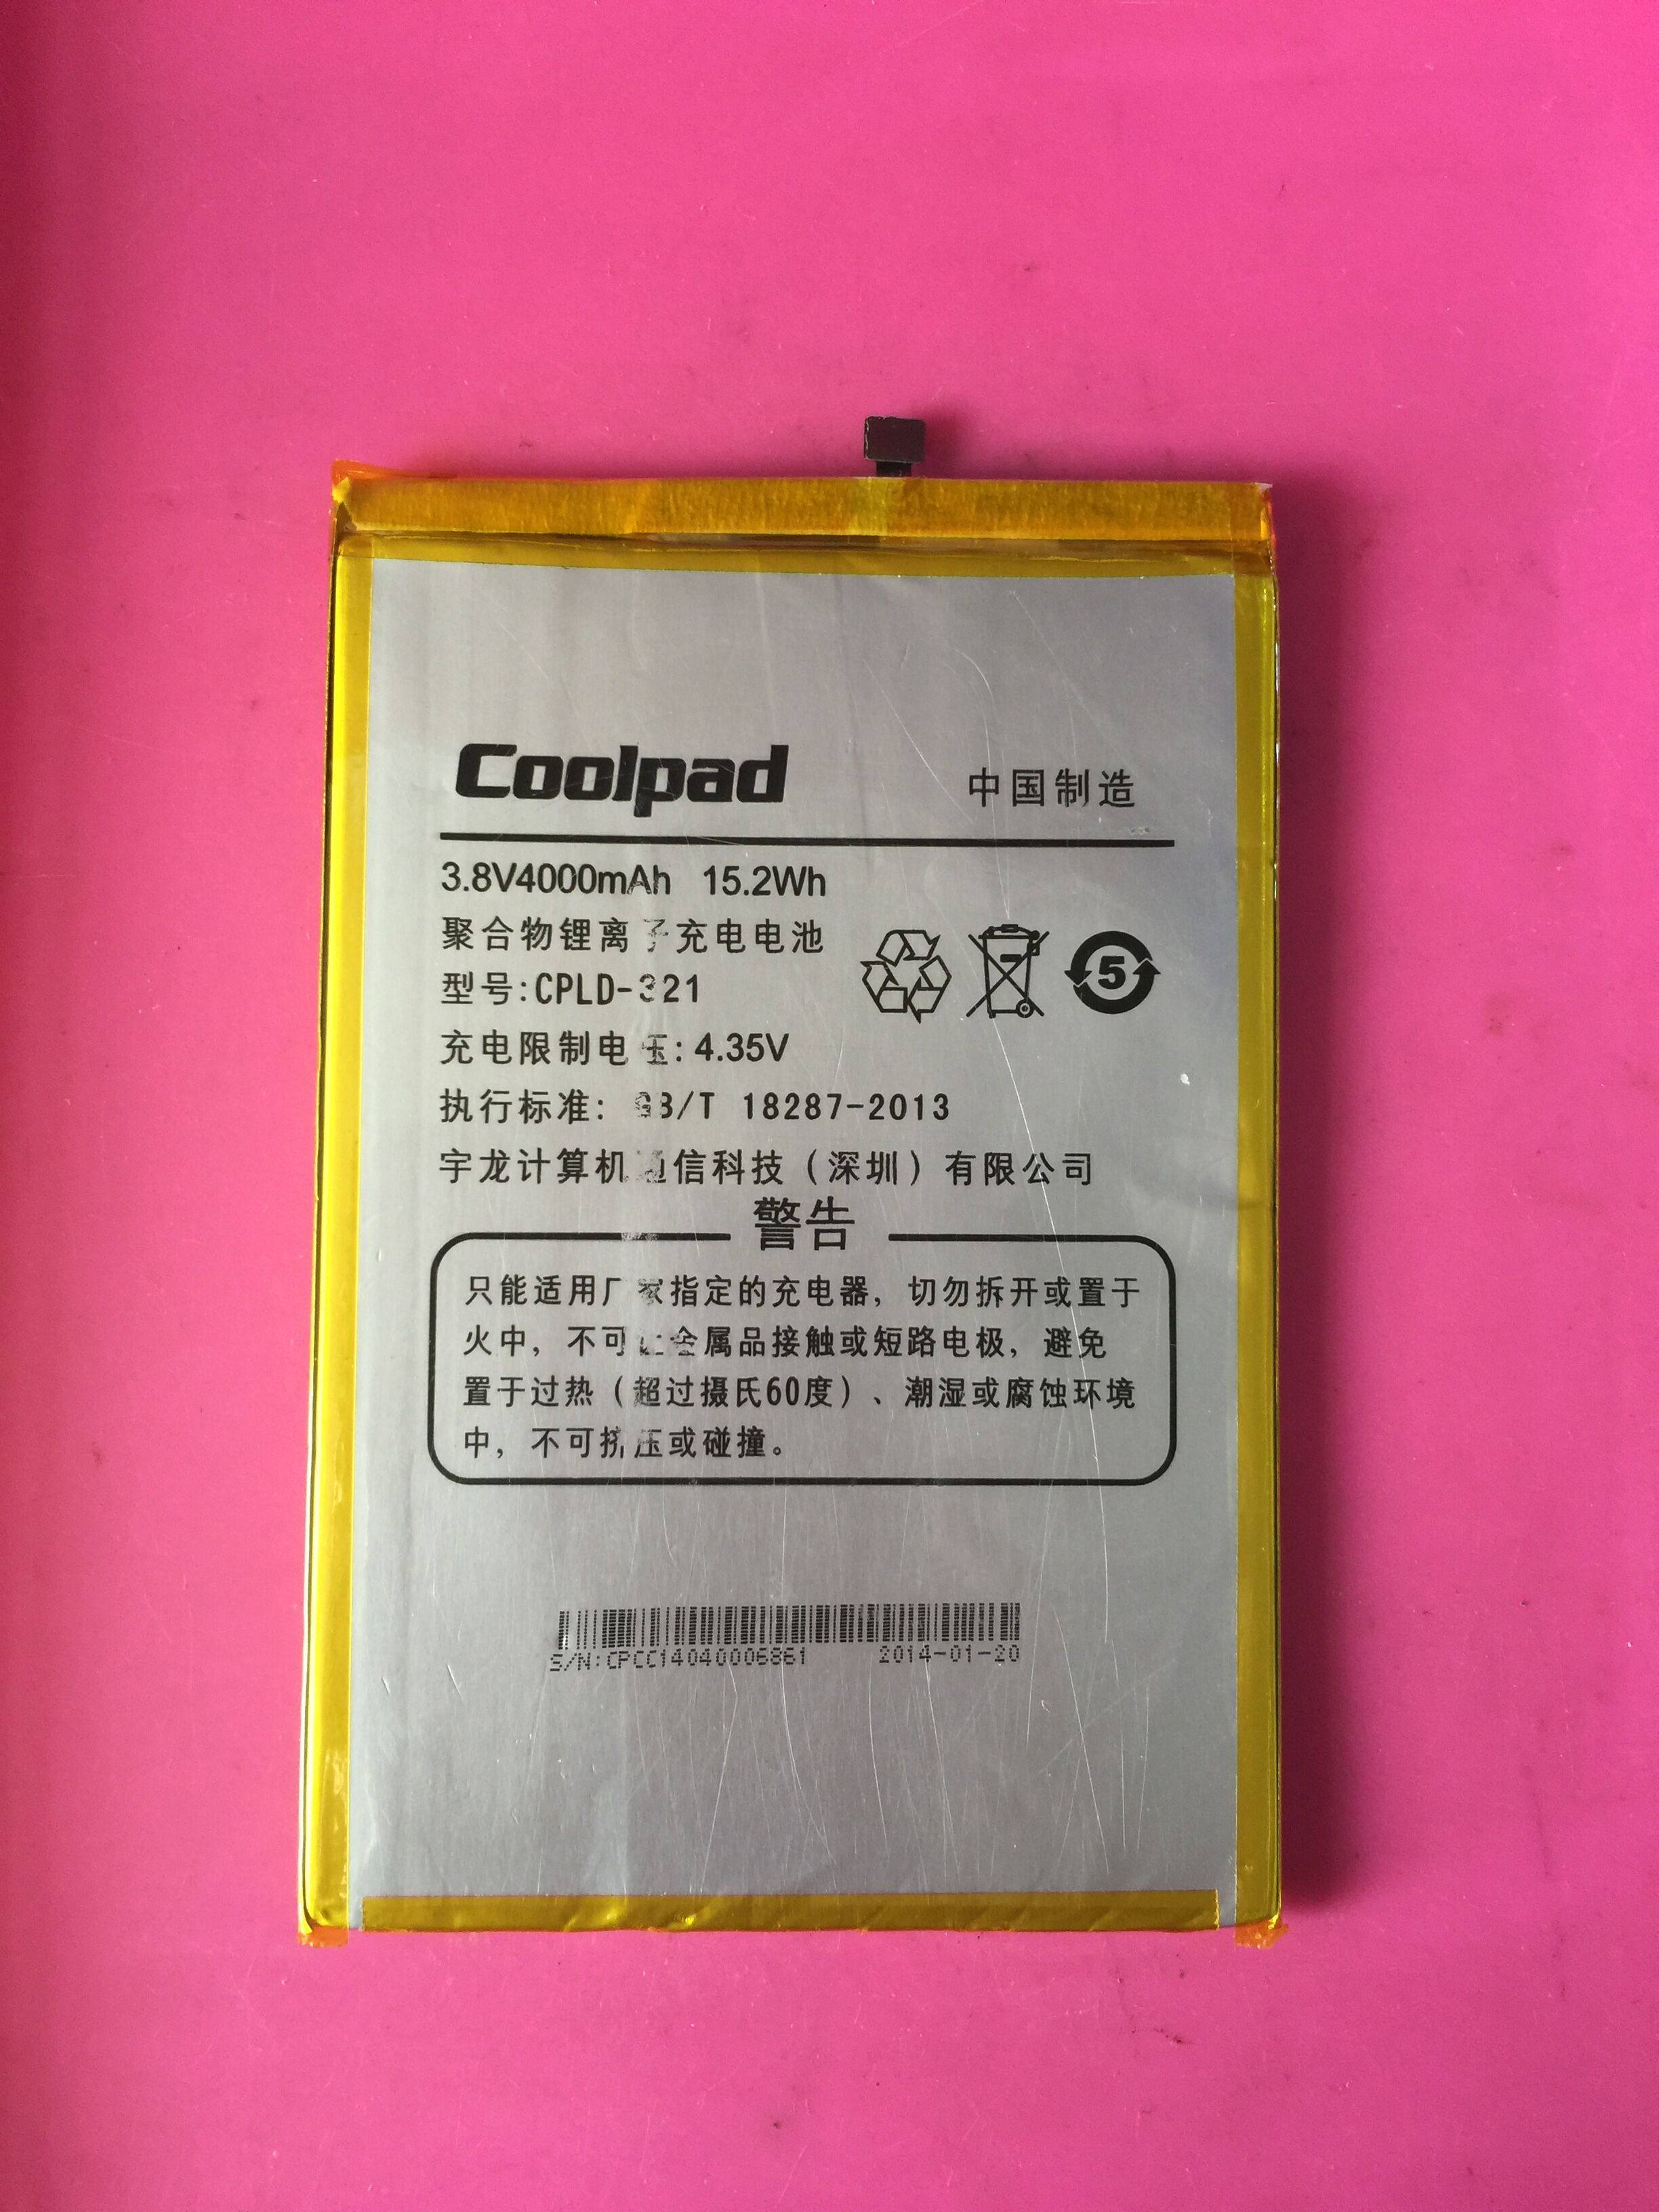 Coolpad 中国制造
3.8V4000mAh 15.2Wh
聚合物锂离子充电电池
型号:CPLD-321
充电限制电压:4.35V
5
执行标准: GB/T 18287-2013
宇龙计算机通信科技（深圳）有限公司
警告
只能适用厂家指定的充电器，切勿拆开或置于
火中，不可让金属品接触或短路电极，避免
置于过热（超过摄氏60度）、潮湿或腐蚀环境
中，不可挤压或碰撞。
S/N:CPCC14040006861 2014-01-20